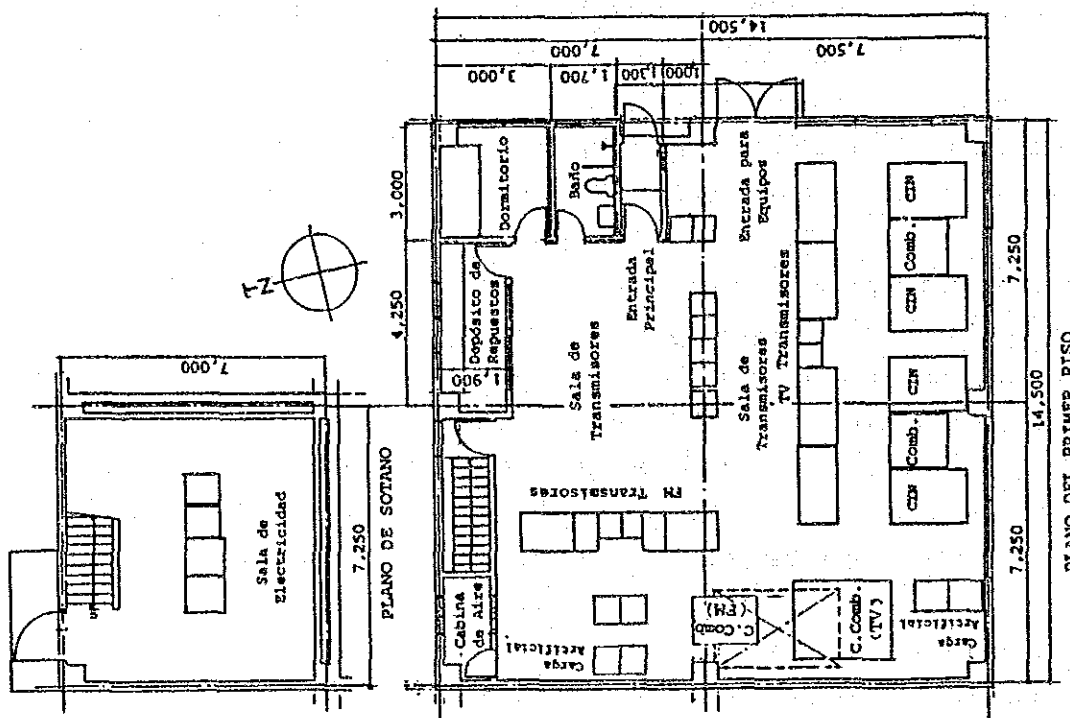 7,000
Sala de
Electricidad
7,250
PLANO DE SOTANO
N
4,250
3,000
14,500
7,000
7,500
3,000
1,700
1,300
1,000
Dormitorio
Baño
Depósito de
Repuestos
1,900
Entrada
Principal
Entrada para
Equipos
Sala de
Transmisores
Sala de
Transmisores
TV Transmisores
FM Transmisores
Cabina
de Aire
Carga
Artificial
C.Comb
(FM)
C.Comb.
(TV)
Carga
Artificial
CIN
Comb.
CIN
CIN
Comb.
CIN
7,250
7,250
14,500
PLANO DEL PRIMER PISO